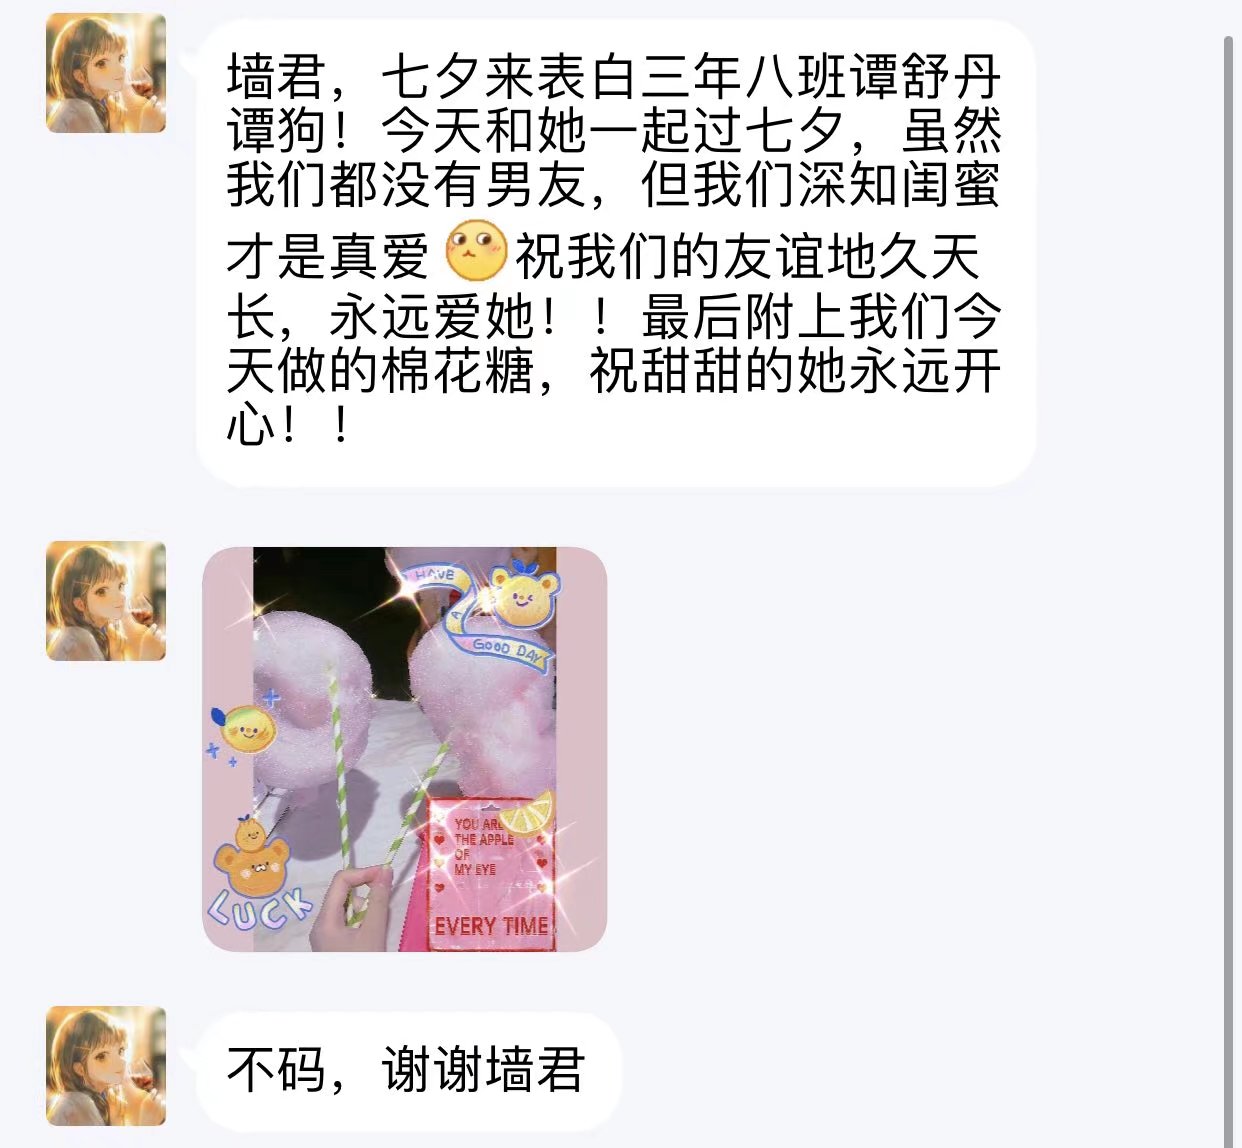 墙君，七夕来表白三年八班谭舒丹
谭狗！今天和她一起过七夕，虽然
我们都没有男友，但我们深知闺蜜
才是真爱祝我们的友谊地久天
长，永远爱她！！最后附上我们今
天做的棉花糖，祝甜甜的她永远开
心！！
HAVE
A
GOOD DAY
YOU ARE
THE APPLE
OF
MY EYE
EVERY TIME
LUCK
不码，谢谢墙君